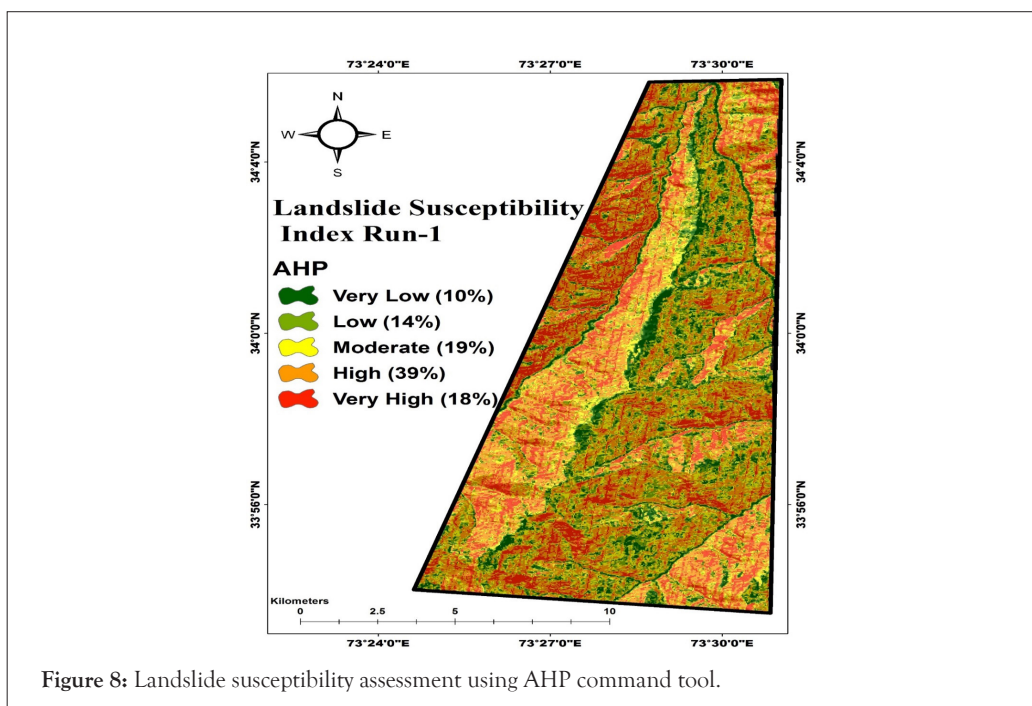 73°24'0"E 73°27'0"E 73°30'0"E
N
W E
S
34°4'0"N 34°4'0"N
Landslide Susceptibility
Index Run-1
AHP
Very Low (10%)
Low (14%)
34°0'0"N 34°0'0"N
Moderate (19%)
High (39%)
Very High (18%)
33°56'0"N 33°56'0"N
Kilometers
0 2.5 5 10
73°24'0"E 73°27'0"E 73°30'0"E
Figure 8: Landslide susceptibility assessment using AHP command tool.